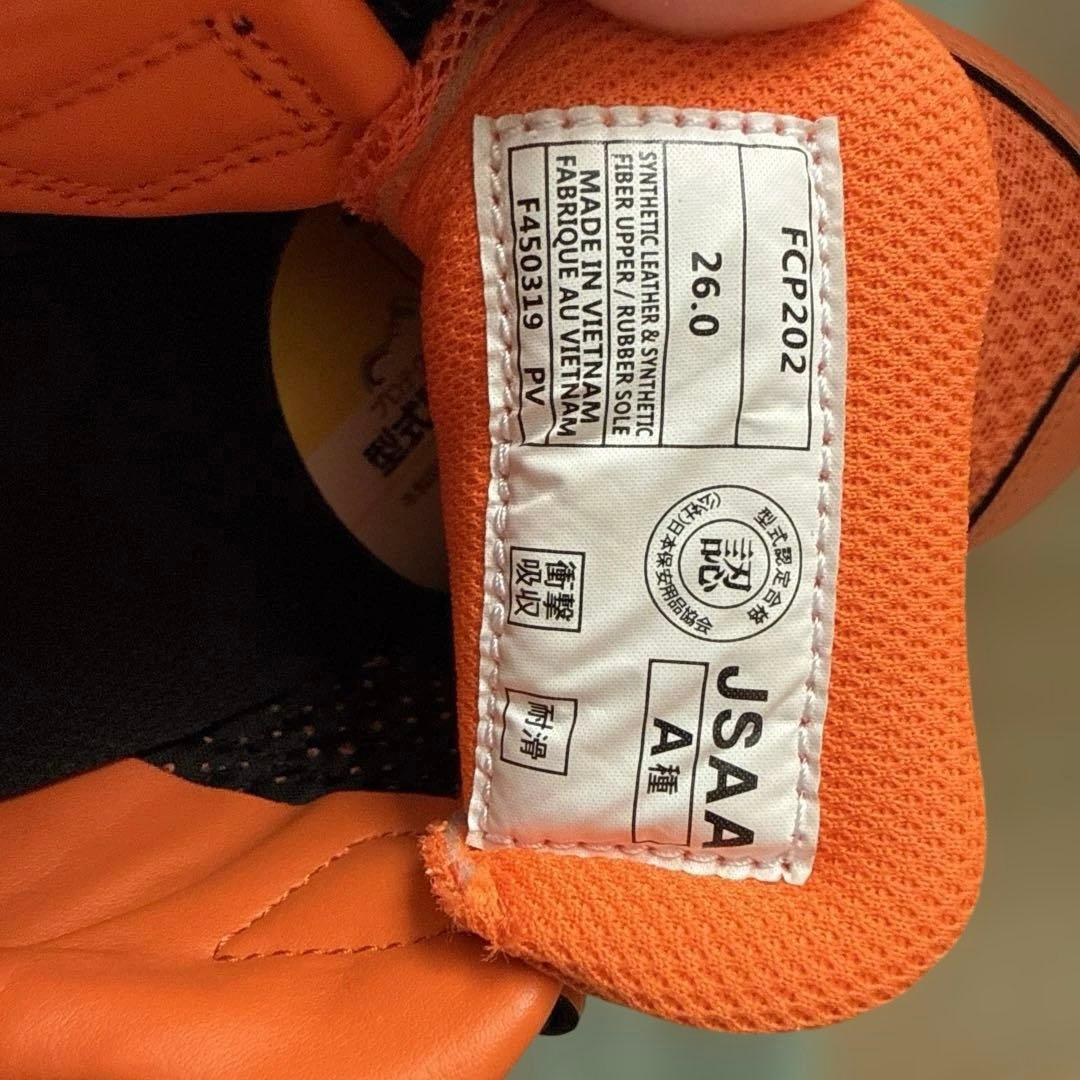 FCP202
26.0
SYNTHETIC LEATHER & SYNTHETIC
FIBER UPPER / RUBBER SOLE
MADE IN VIETNAM
FABRIQUE AU VIETNAM
F450319 PV
型式認定合格
認
(公社)日本保安用品協会
JSAA
A種
衝撃
吸収
耐滑
型式